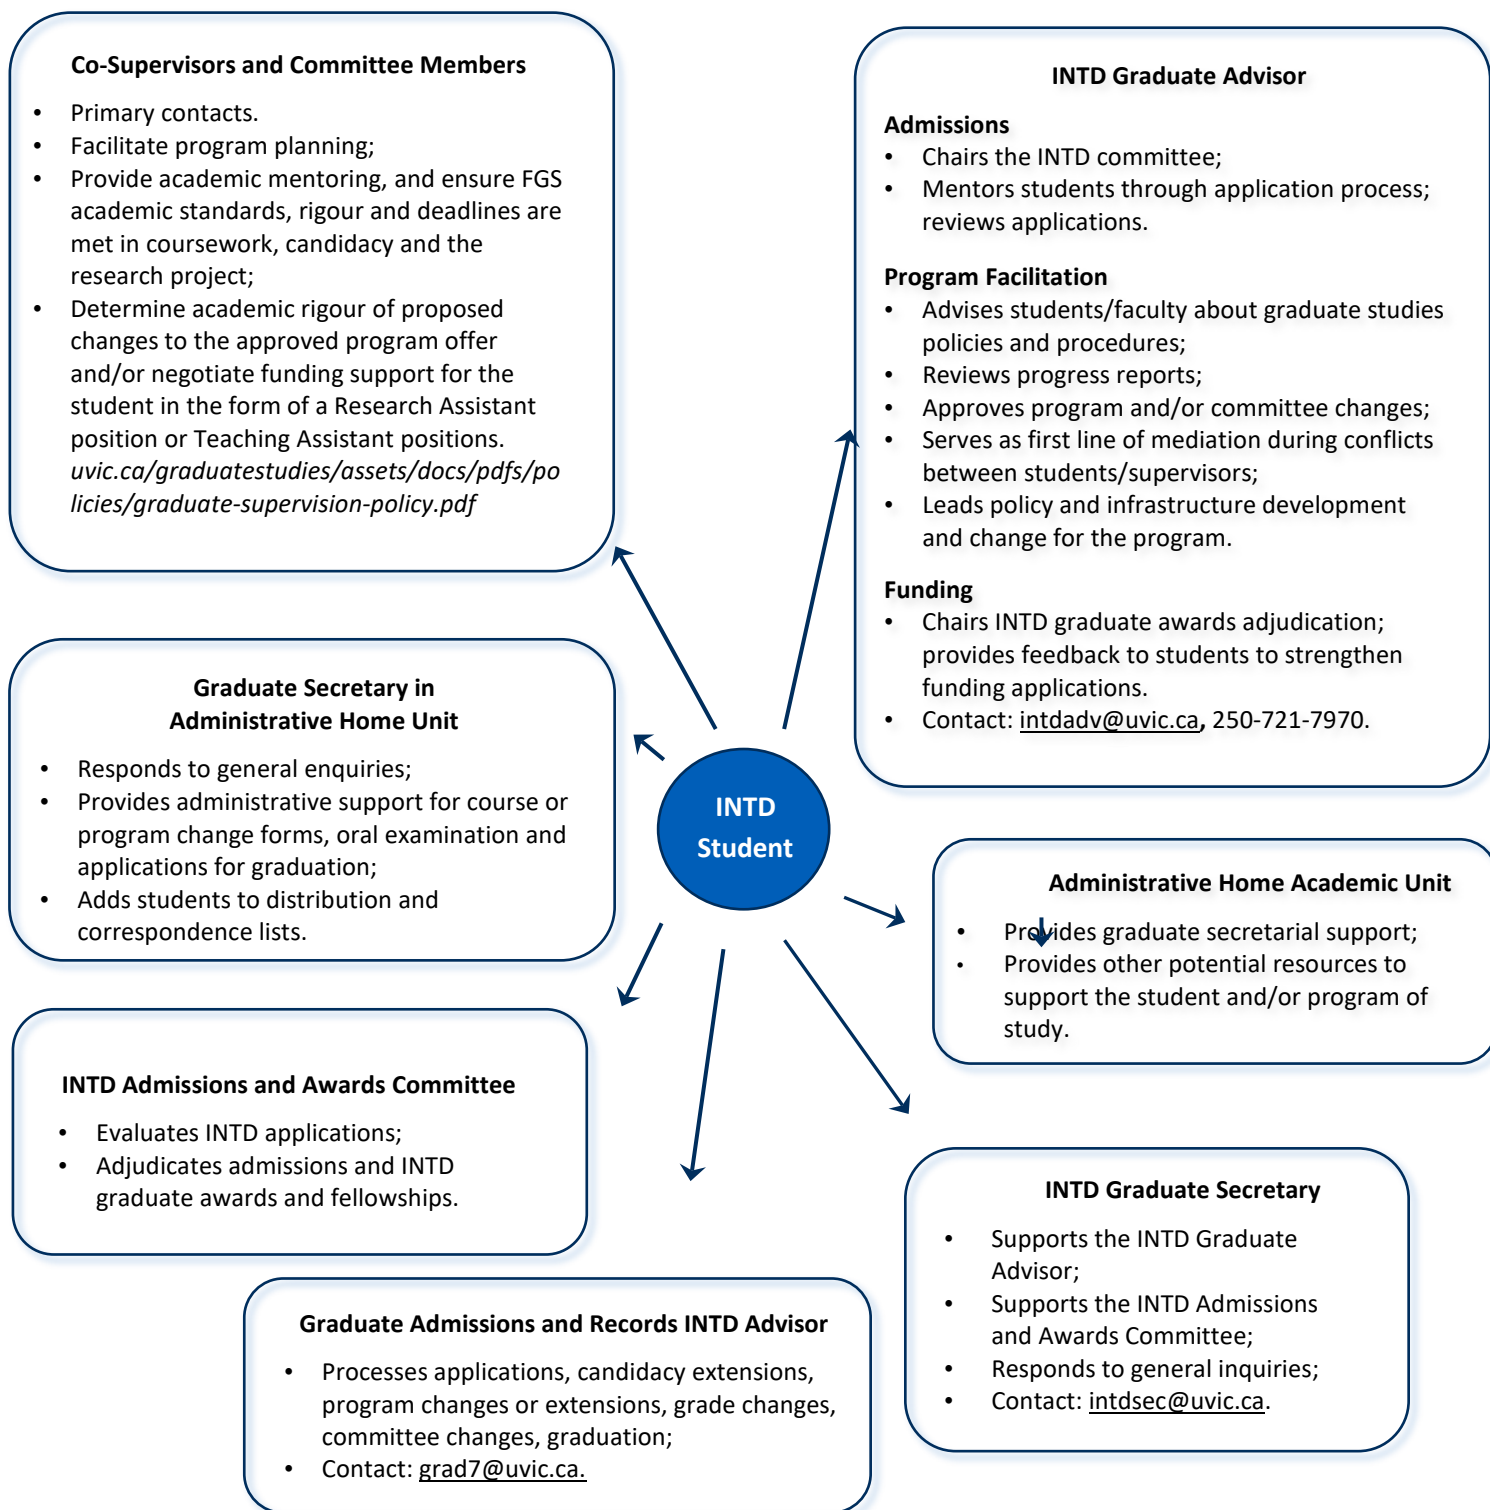 Co-Supervisors and Committee Members
• Primary contacts.
• Facilitate program planning;
• Provide academic mentoring, and ensure FGS
academic standards, rigour and deadlines are
met in coursework, candidacy and the
research project;
• Determine academic rigour of proposed
changes to the approved program offer
and/or negotiate funding support for the
student in the form of a Research Assistant
position or Teaching Assistant positions.
uvic.ca/graduatestudies/assets/docs/pdfs/po
licies/graduate-supervision-policy.pdf
INTD Graduate Advisor
Admissions
• Chairs the INTD committee;
• Mentors students through application process;
reviews applications.
Program Facilitation
• Advises students/faculty about graduate studies
policies and procedures;
• Reviews progress reports;
• Approves program and/or committee changes;
• Serves as first line of mediation during conflicts
between students/supervisors;
• Leads policy and infrastructure development
and change for the program.
Funding
• Chairs INTD graduate awards adjudication;
provides feedback to students to strengthen
funding applications.
• Contact: intdadv@uvic.ca, 250-721-7970.
Graduate Secretary in
Administrative Home Unit
• Responds to general enquiries;
• Provides administrative support for course or
program change forms, oral examination and
applications for graduation;
• Adds students to distribution and
correspondence lists.
INTD
Student
Administrative Home Academic Unit
• Provides graduate secretarial support;
• Provides other potential resources to
support the student and/or program of
study.
INTD Admissions and Awards Committee
• Evaluates INTD applications;
• Adjudicates admissions and INTD
graduate awards and fellowships.
INTD Graduate Secretary
• Supports the INTD Graduate
Advisor;
• Supports the INTD Admissions
and Awards Committee;
• Responds to general inquiries;
• Contact: intdsec@uvic.ca.
Graduate Admissions and Records INTD Advisor
• Processes applications, candidacy extensions,
program changes or extensions, grade changes,
committee changes, graduation;
• Contact: grad7@uvic.ca.